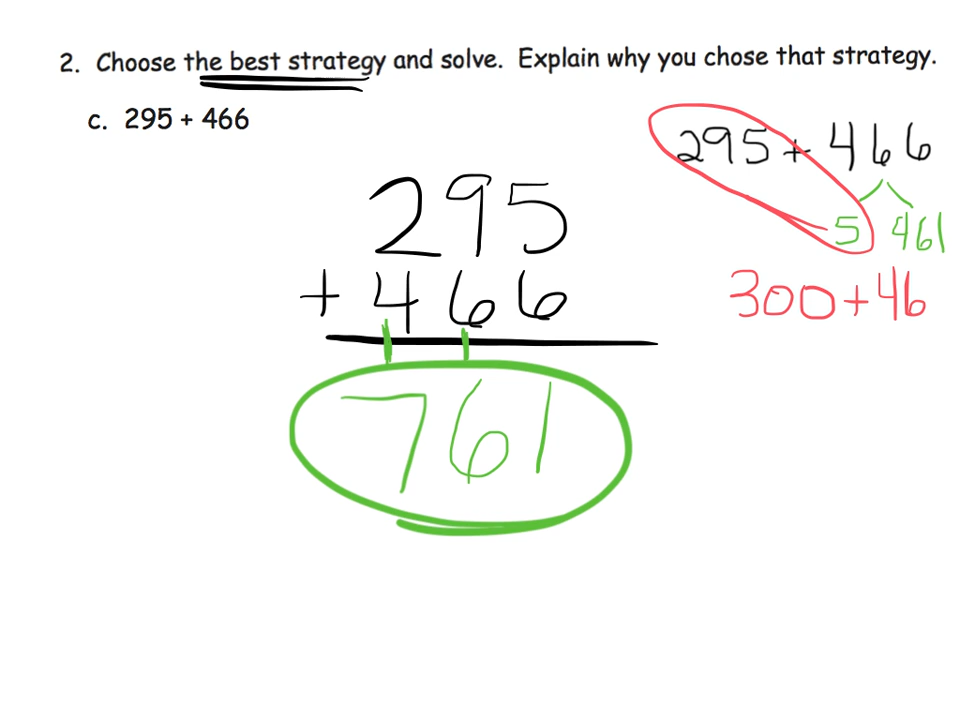 2. Choose the best strategy and solve. Explain why you chose that strategy.
c. 295 + 466
295 + 466
5 461
300 + 46
295
+ 466
761